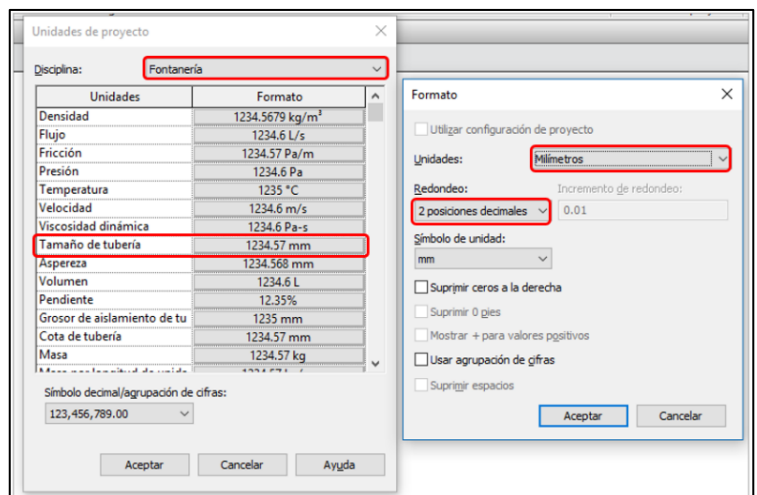 Unidades de proyecto
Disciplina: Fontanería
Unidades Formato
Densidad 1234.5679 kg/m³
Flujo 1234.6 L/s
Fricción 1234.57 Pa/m
Presión 1234.6 Pa
Temperatura 1235 °C
Velocidad 1234.6 m/s
Viscosidad dinámica 1234.6 Pa-s
Tamaño de tubería 1234.57 mm
Aspereza 1234.568 mm
Volumen 1234.6 L
Pendiente 12.35%
Grosor de aislamiento de tu 1235 mm
Cota de tubería 1234.57 mm
Masa 1234.57 kg
Símbolo decimal/agrupación de cifras:
123,456,789.00
Aceptar Cancelar Ayuda
Formato
Utilizar configuración de proyecto
Unidades: Milímetros
Redondeo: Incremento de redondeo:
2 posiciones decimales 0.01
Símbolo de unidad:
mm
Suprimir ceros a la derecha
Suprimir 0 pies
Mostrar + para valores positivos
Usar agrupación de cifras
Suprimir espacios
Aceptar Cancelar